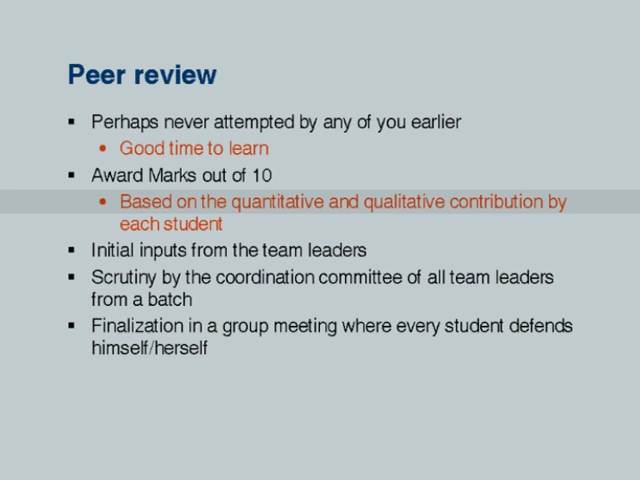 Peer review
▪ Perhaps never attempted by any of you earlier
• Good time to learn
▪ Award Marks out of 10
• Based on the quantitative and qualitative contribution by
each student
▪ Initial inputs from the team leaders
▪ Scrutiny by the coordination committee of all team leaders
from a batch
▪ Finalization in a group meeting where every student defends
himself/herself